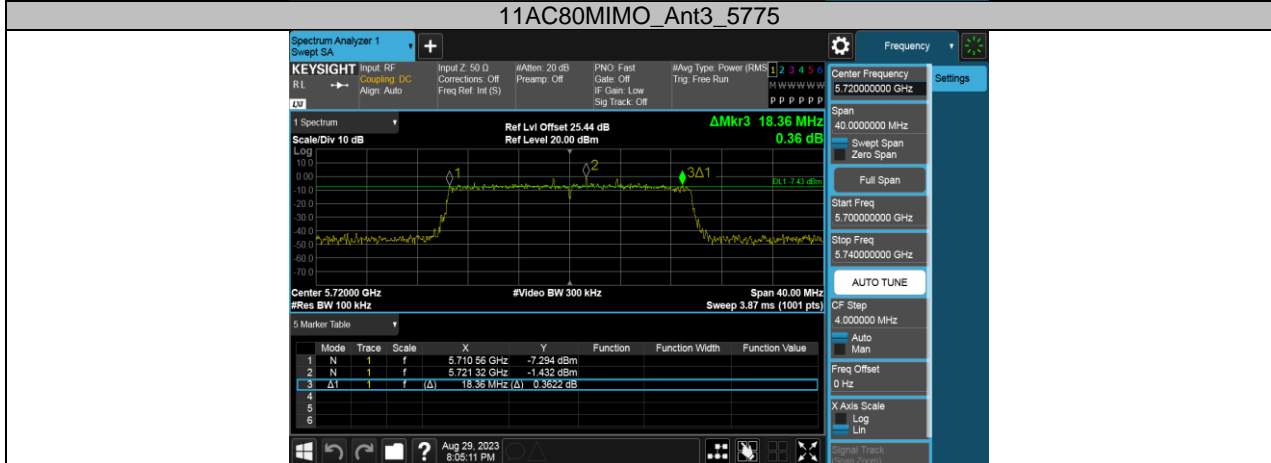 11AC80MIMO_Ant3_5775
Spectrum Analyzer 1
Swept SA
+
Frequency
KEYSIGHT Input: RF Input Z: 50 Ω #Atten: 20 dB PNO: Fast #Avg Type: Power (RMS 1 2 3 4 5 6
RL Coupling: DC Corrections: Off Preamp: Off Gate: Off Trig: Free Run M W W W W W
Align: Auto Freq Ref: Int (S) IF Gain: Low
Sig Track: Off P P P P P P
LXI
Center Frequency
5.720000000 GHz
Settings
1 Spectrum
Ref Lvl Offset 25.44 dB
ΔMkr3 18.36 MHz
Scale/Div 10 dB Ref Level 20.00 dBm 0.36 dB
Log
10.0
0.00
-10.0
-20.0
-30.0
-40.0
-50.0
-60.0
-70.0
1
2
3Δ1
DL1 -7.43 dBm
Center 5.72000 GHz #Video BW 300 kHz Span 40.00 MHz
#Res BW 100 kHz Sweep 3.87 ms (1001 pts)
5 Marker Table
Mode Trace Scale X Y Function Function Width Function Value
1 N 1 f 5.710 56 GHz -7.294 dBm
2 N 1 f 5.721 32 GHz -1.432 dBm
3 Δ1 1 f (Δ) 18.36 MHz (Δ) 0.3622 dB
4
5
6
Span
40.0000000 MHz
Swept Span
Zero Span
Full Span
Start Freq
5.700000000 GHz
Stop Freq
5.740000000 GHz
AUTO TUNE
CF Step
4.000000 MHz
Auto
Man
Freq Offset
0 Hz
X Axis Scale
Log
Lin
Signal Track
(Span Zoom)
?
Aug 29, 2023
8:05:11 PM